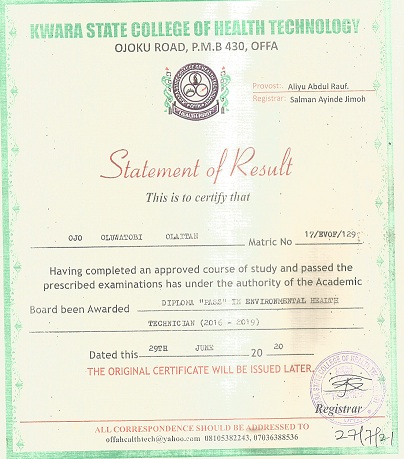 KWARA STATE COLLEGE OF HEALTH TECHNOLOGY
OJOKU ROAD, P.M.B 430, OFFA
Provost: Aliyu Abdul Rauf.
Registrar: Salman Ayinde Jimoh
Statement of Result
This is to certify that
OJO OLUWATOBI OLAITAN
Matric No 17/EVOF/129
Having completed an approved course of study and passed the
prescribed examinations has under the authority of the Academic
Board been Awarded DIPLOMA "PASS" IN ENVIRONMENTAL HEALTH
TECHNICIAN (2016 - 2019)
Dated this 29TH JUNE 20 20
THE ORIGINAL CERTIFICATE WILL BE ISSUED LATER.
Registrar
27/7/21
ALL CORRESPONDENCE SHOULD BE ADDRESSED TO
offahealthtech@yahoo.com 08105382243, 07036388536